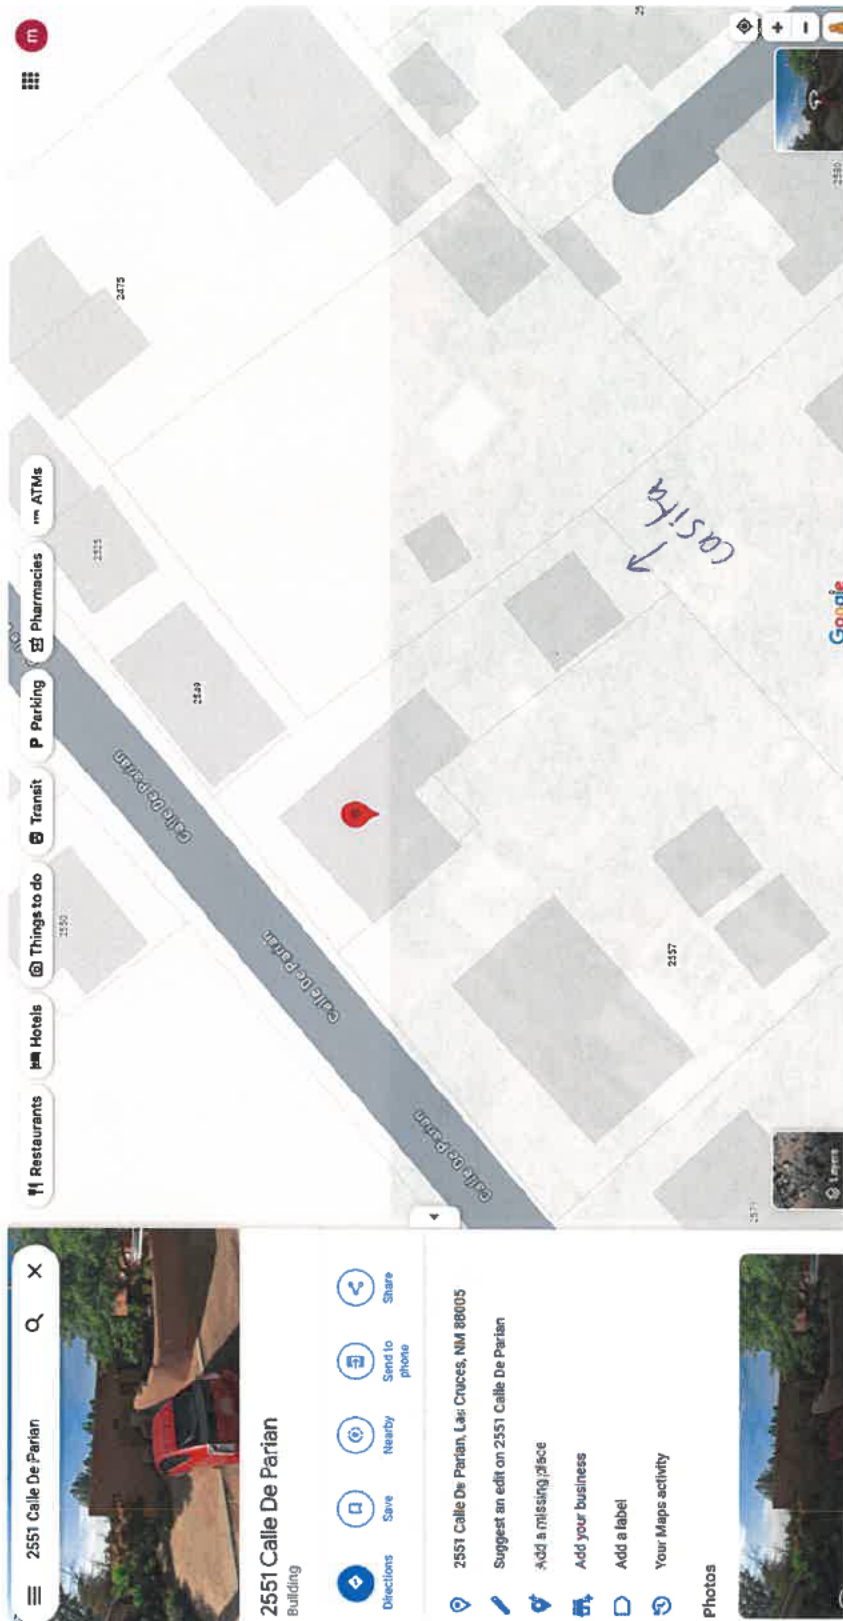 2551 Calle De Parian
2551 Calle De Parian
Building
Directions
Save
Nearby
Send to
phone
Share
2551 Calle De Parian, Las Cruces, NM 88005
Suggest an edit on 2551 Calle De Parian
Add a missing place
Add your business
Add a label
Your Maps activity
Photos
Restaurants
Hotels
Things to do
Transit
Parking
Pharmacies
ATMs
m
2550
Calle De Parian
Calle De Parian
Calle De Parian
2549
2525
2475
2557
2571
2580
casita
Layers
Google